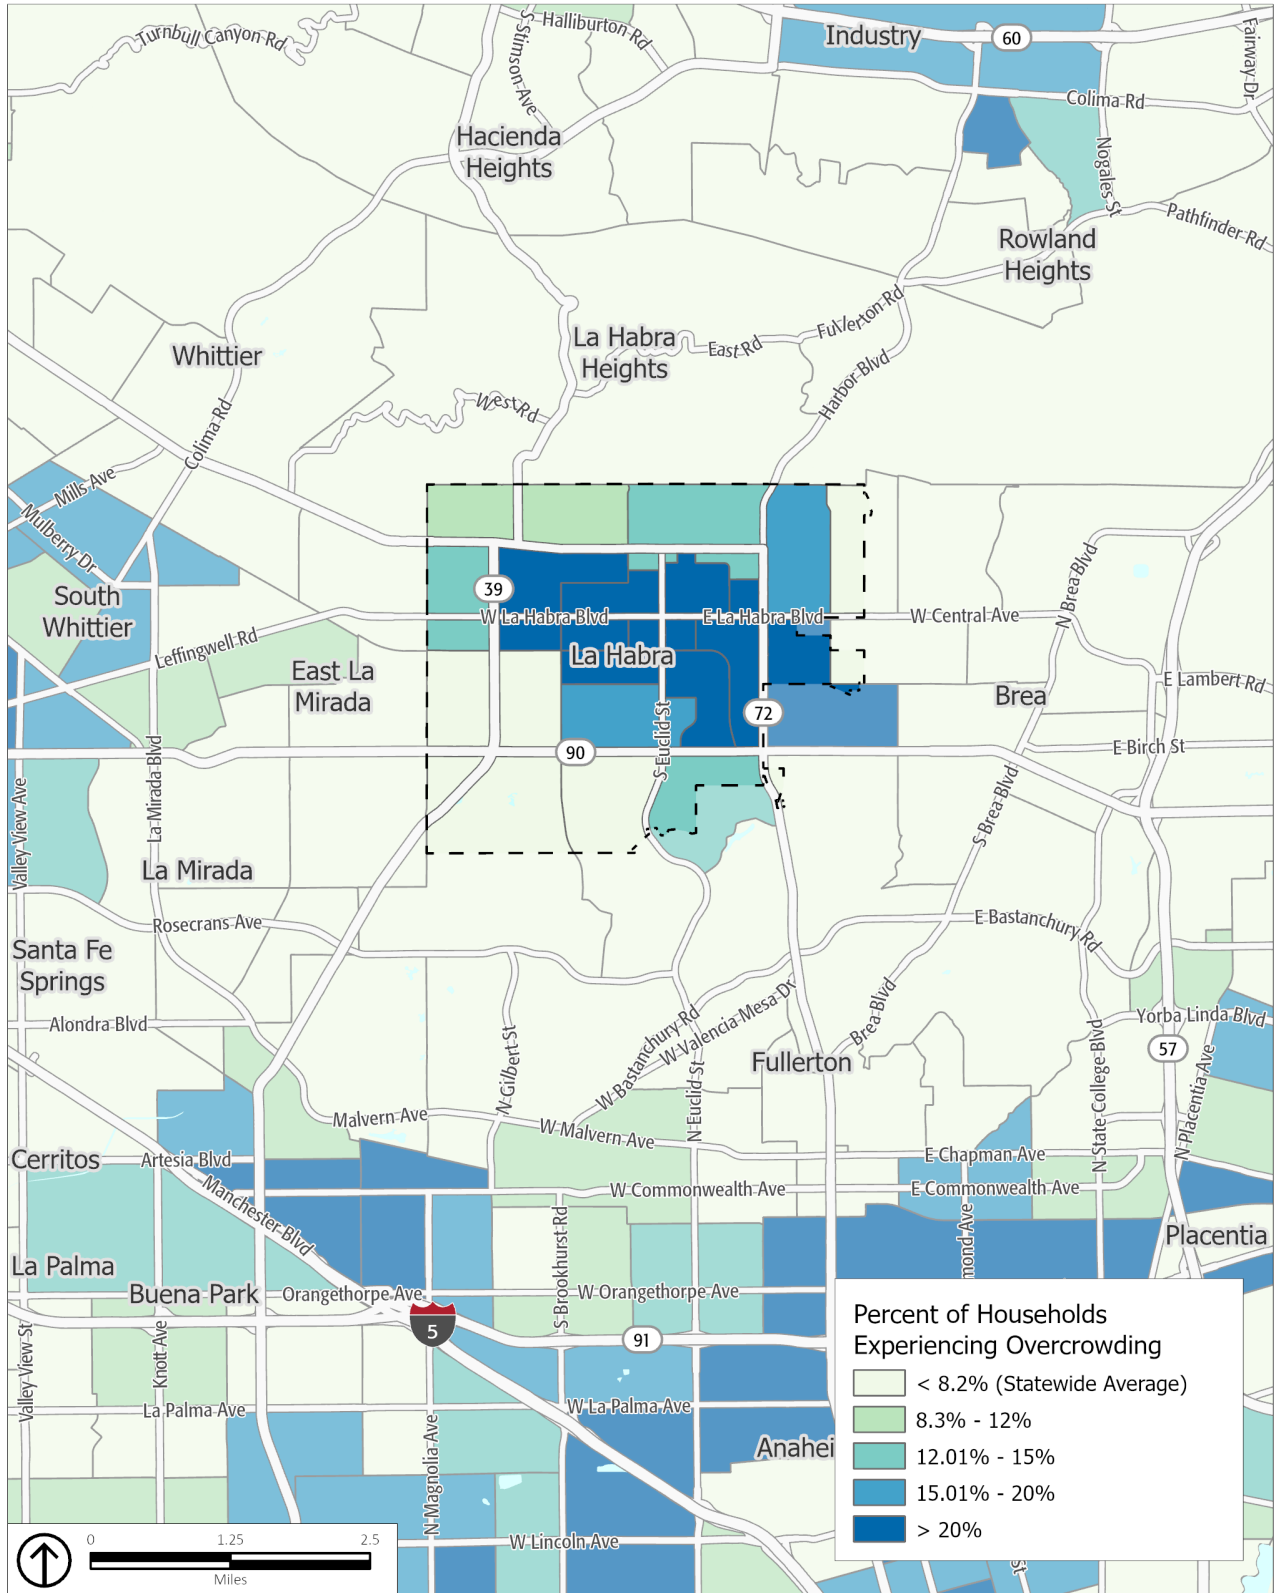 Turnbull Canyon Rd
S Stimson Ave
Halliburton Rd
Industry
60
Fairway Dr
Colima Rd
Hacienda
Heights
Nogales St
Pathfinder Rd
Rowland
Heights
Whittier
La Habra
Heights
East Rd
Fullerton Rd
Harbor Blvd
West Rd
Colima Rd
Mills Ave
Mulberry Dr
South
Whittier
Leffingwell Rd
39
W La Habra Blvd
E La Habra Blvd
W Central Ave
N Brea Blvd
La Habra
East La
Mirada
Brea
E Lambert Rd
S Euclid St
72
90
E Birch St
La Mirada Blvd
Valley View Ave
S Brea Blvd
La Mirada
Rosecrans Ave
E Bastanchury Rd
Santa Fe
Springs
Alondra Blvd
N Gilbert St
W Bastanchury Rd
W Valencia Mesa Dr
Brea Blvd
Fullerton
N State College Blvd
Yorba Linda Blvd
57
N Placentia Ave
Malvern Ave
W Malvern Ave
N Euclid St
Cerritos
Artesia Blvd
E Chapman Ave
Manchester Blvd
W Commonwealth Ave
E Commonwealth Ave
S Brookhurst Rd
mond Ave
Placentia
La Palma
Buena Park
Orangethorpe Ave
W Orangethorpe Ave
5
91
Valley View St
Knott Ave
La Palma Ave
W La Palma Ave
N Magnolia Ave
Anahei
W Lincoln Ave
St
Percent of Households
Experiencing Overcrowding
< 8.2% (Statewide Average)
8.3% - 12%
12.01% - 15%
15.01% - 20%
> 20%
0 1.25 2.5
Miles